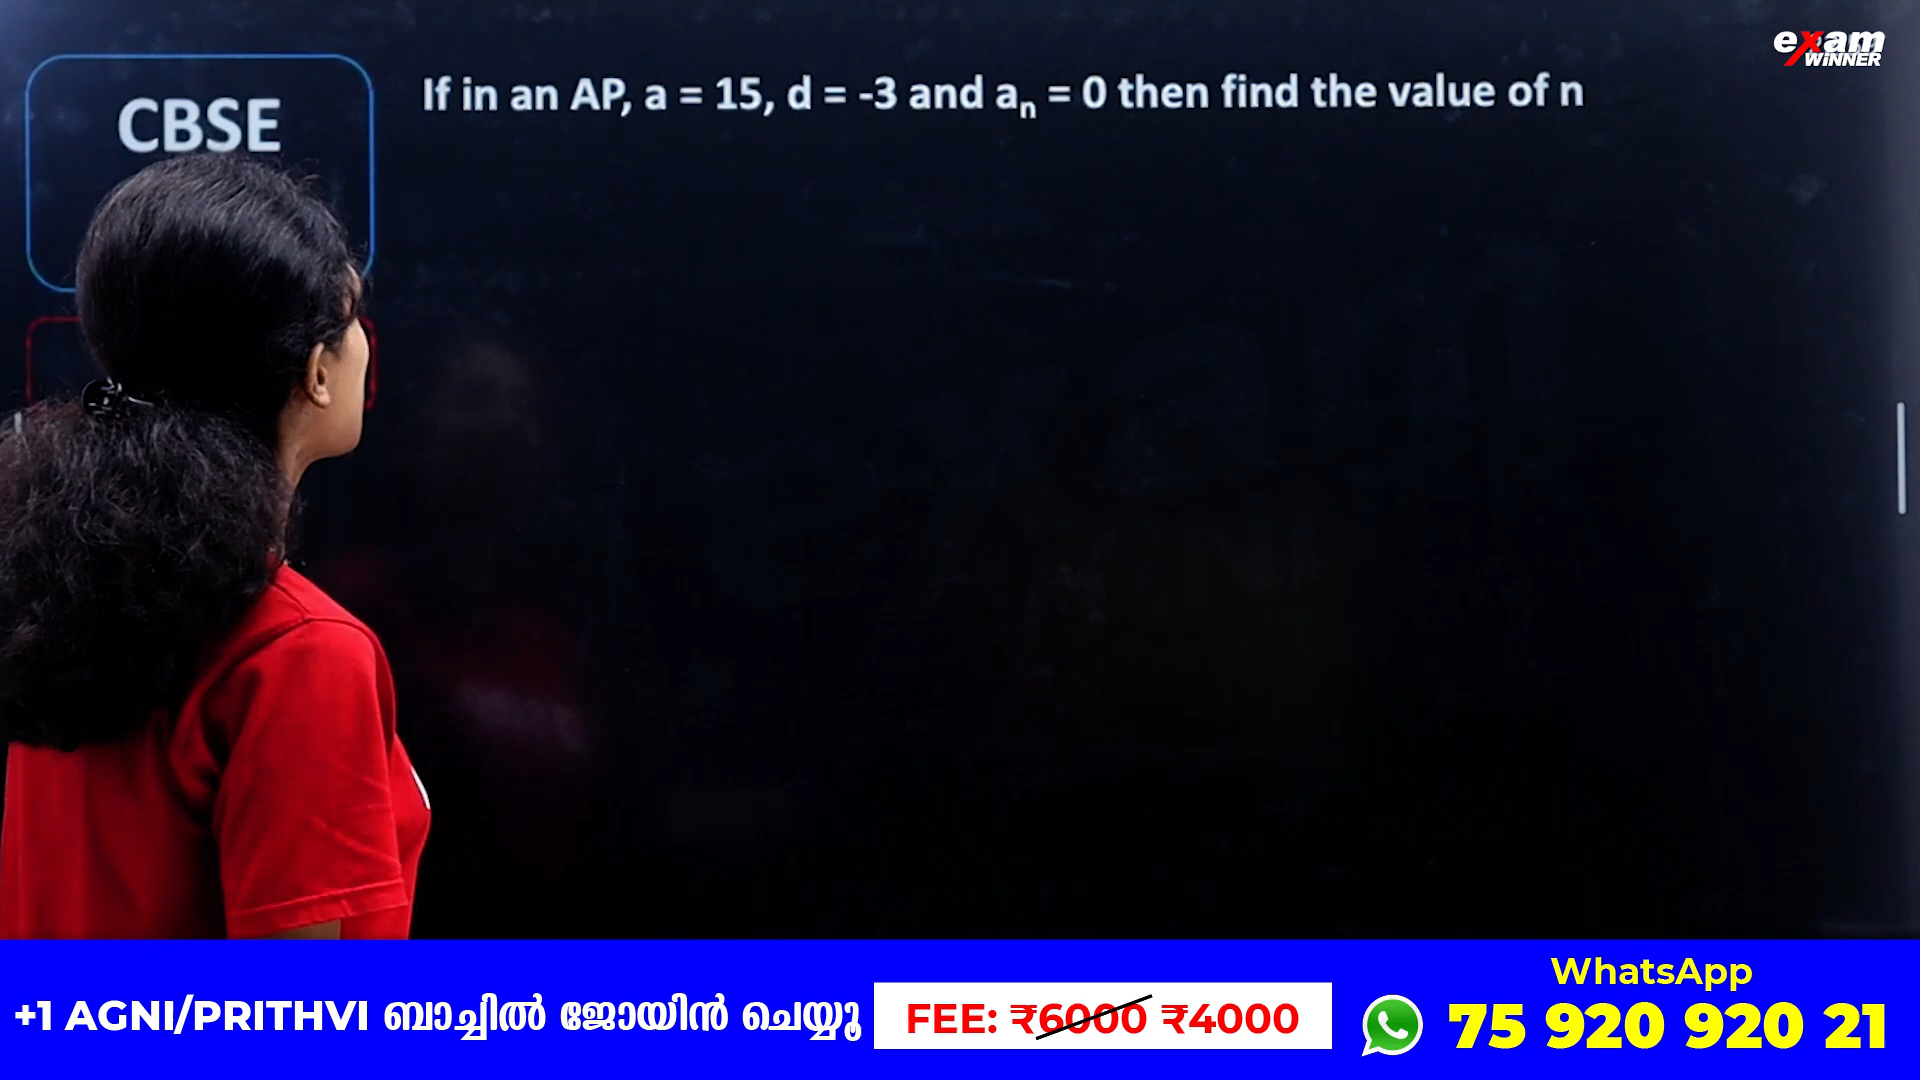 exam
WINNER
CBSE
If in an AP, a = 15, d = -3 and aₙ = 0 then find the value of n
+1 AGNI/PRITHVI ബാച്ചിൽ ജോയിൻ ചെയ്യൂ
FEE: ₹6000 ₹4000
WhatsApp
75 920 920 21